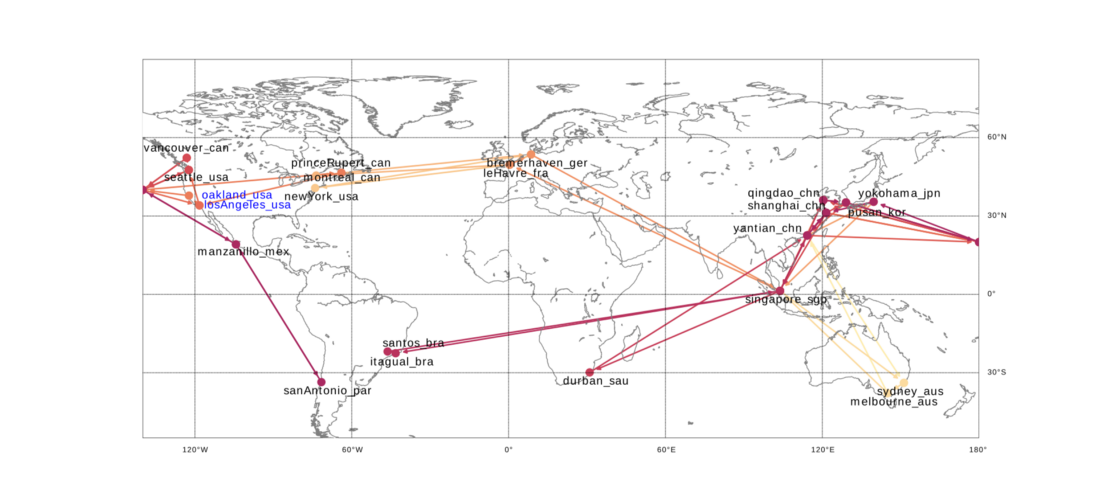 60°N
vancouver_can
princeRupert_can
bremerhaven_ger
leHavre_fra
seattle_usa
montreal_can
oakland_usa
newYork_usa
losAngeles_usa
qingdao_chn
yokohama_jpn
shanghai_chn
pusan_kor
30°N
yantian_chn
manzanillo_mex
0°
singapore_sgp
santos_bra
itagual_bra
30°S
durban_sau
sanAntonio_par
sydney_aus
melbourne_aus
120°W
60°W
0°
60°E
120°E
180°